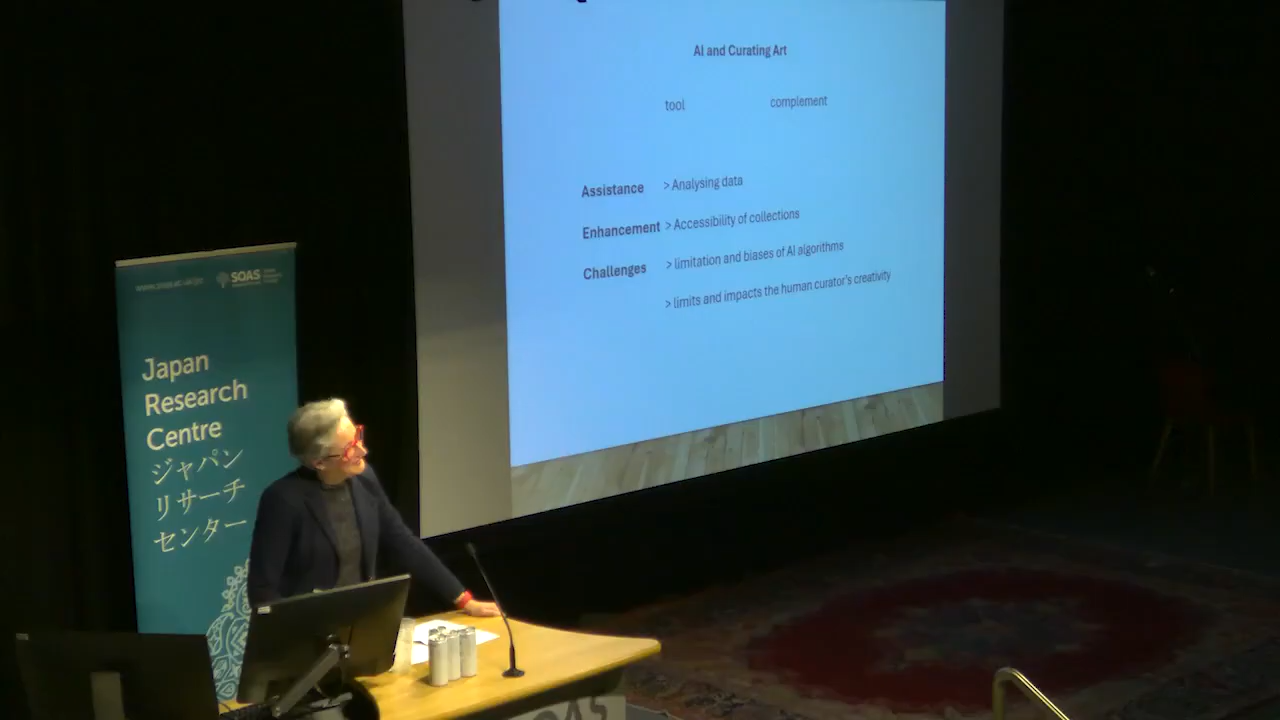 AI and Curating Art
tool complement
Assistance > Analysing data
Enhancement > Accessibility of collections
Challenges > limitation and biases of AI algorithms
> limits and impacts the human curator's creativity
SOAS
Japan
Research
Centre
ジャパン
リサーチ
センター
SOAS